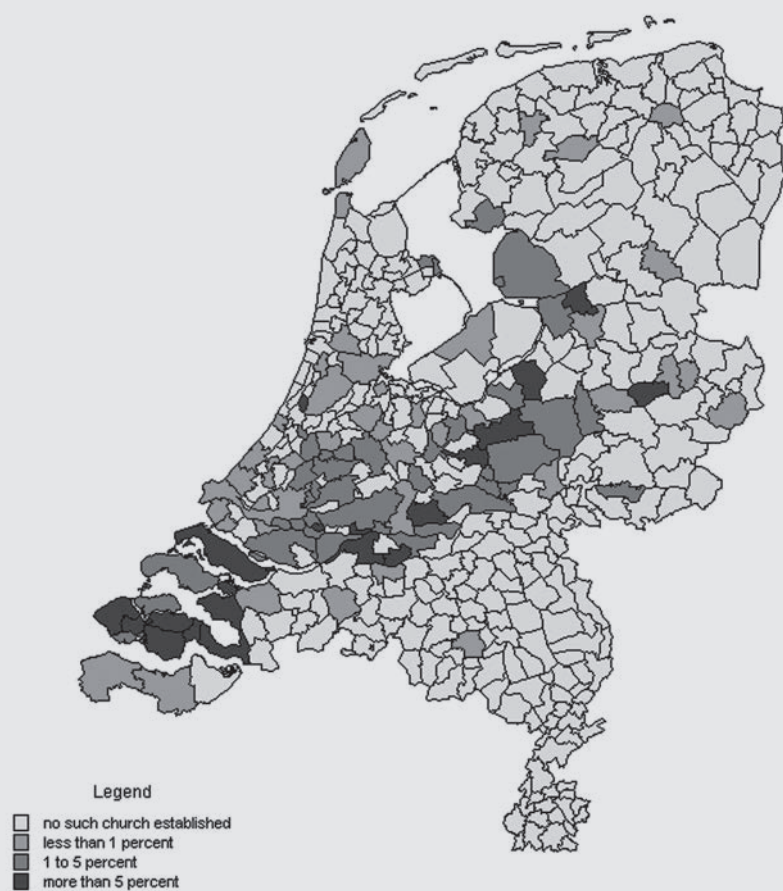 Legend
no such church established
less than 1 percent
1 to 5 percent
more than 5 percent